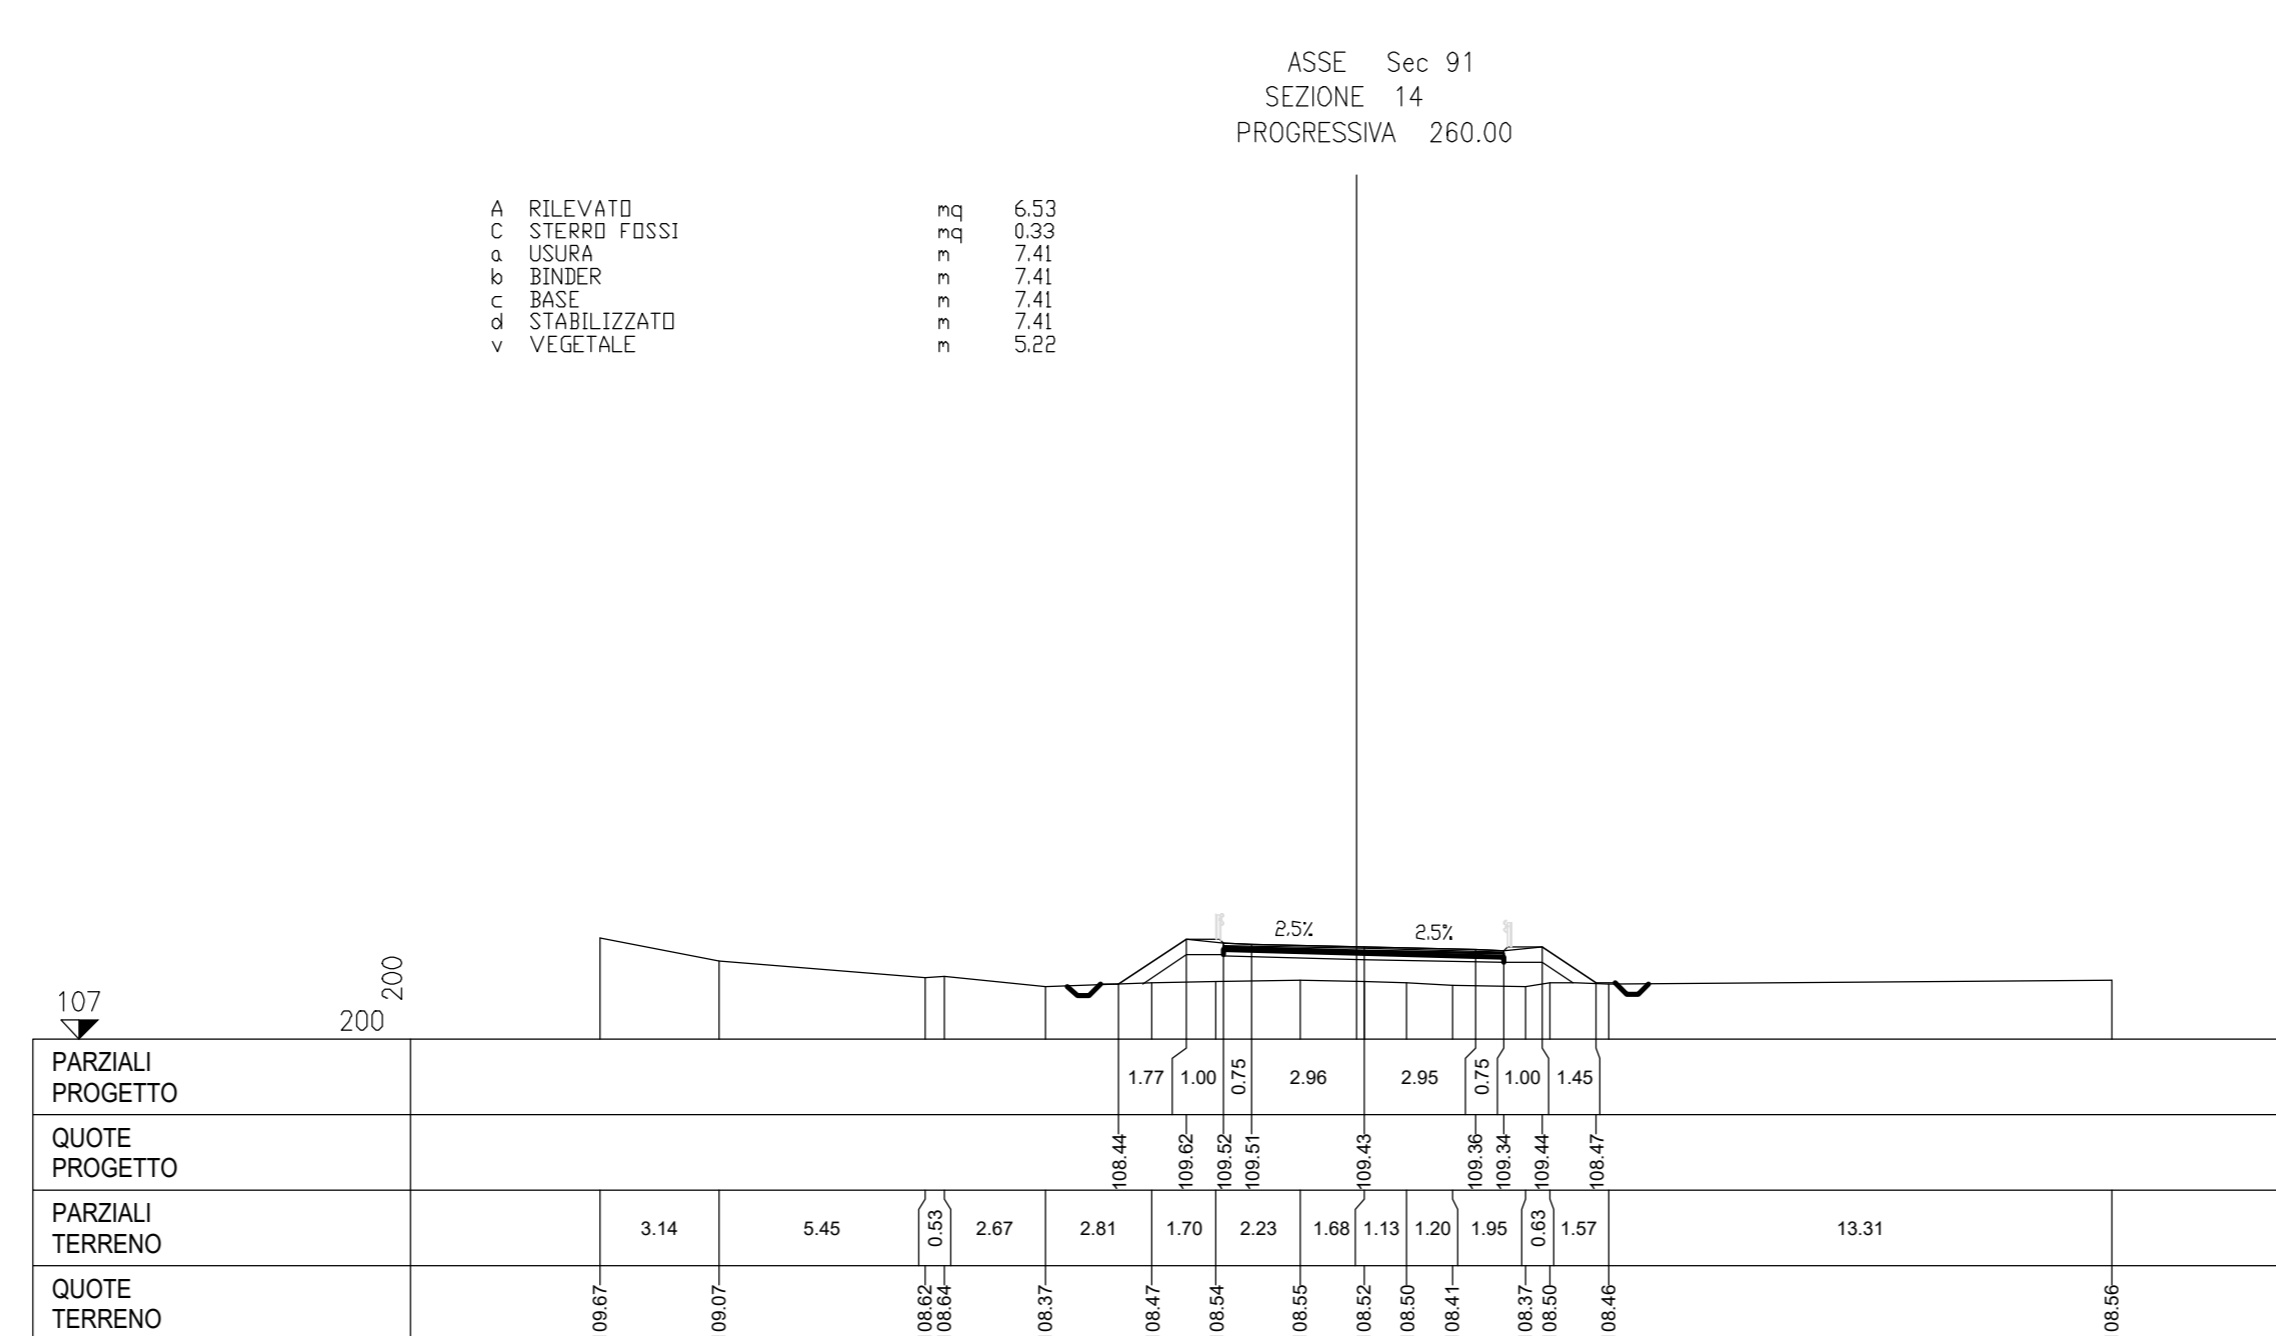 ASSE Sec 91
SEZIONE 14
PROGRESSIVA 260.00
A RILEVATO mq 6.53
C STERRO FOSSI mq 0.33
a USURA m 7.41
b BINDER m 7.41
c BASE m 7.41
d STABILIZZATO m 7.41
v VEGETALE m 5.22
2.5% 2.5%
107
200
200
PARZIALI
PROGETTO
1.77 1.00 0.75 2.96 2.95 0.75 1.00 1.45
QUOTE
PROGETTO
108.44 109.62 109.52 109.51 109.43 109.36 109.34 109.44 108.47
PARZIALI
TERRENO
3.14 5.45 0.53 2.67 2.81 1.70 2.23 1.68 1.13 1.20 1.95 0.63 1.57 13.31
QUOTE
TERRENO
09.67 09.07 08.62 08.64 08.37 08.47 08.54 08.55 08.52 08.50 08.41 08.37 08.50 08.46 08.56